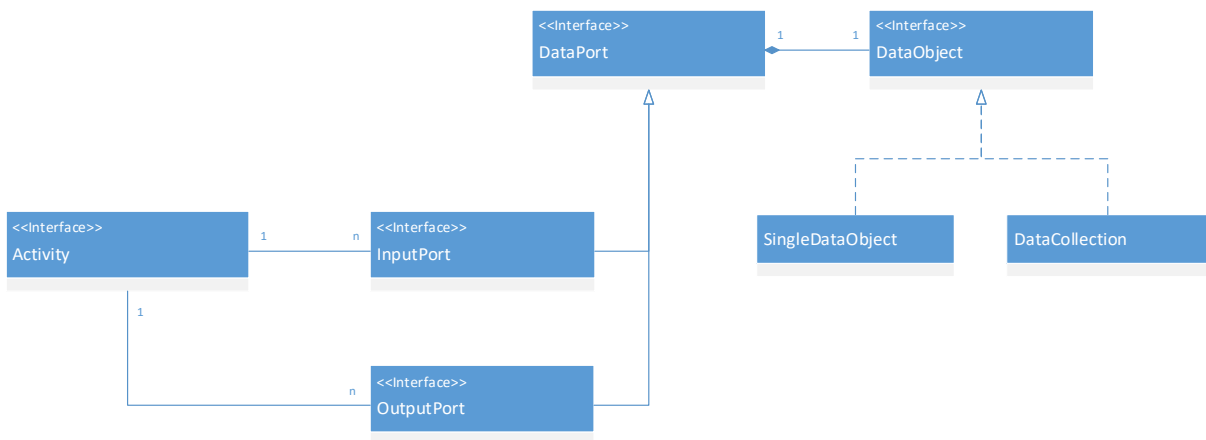 <<Interface>>
DataPort
1
1
<<Interface>>
DataObject
<<Interface>>
Activity
1
n
<<Interface>>
InputPort
SingleDataObject
DataCollection
1
n
<<Interface>>
OutputPort